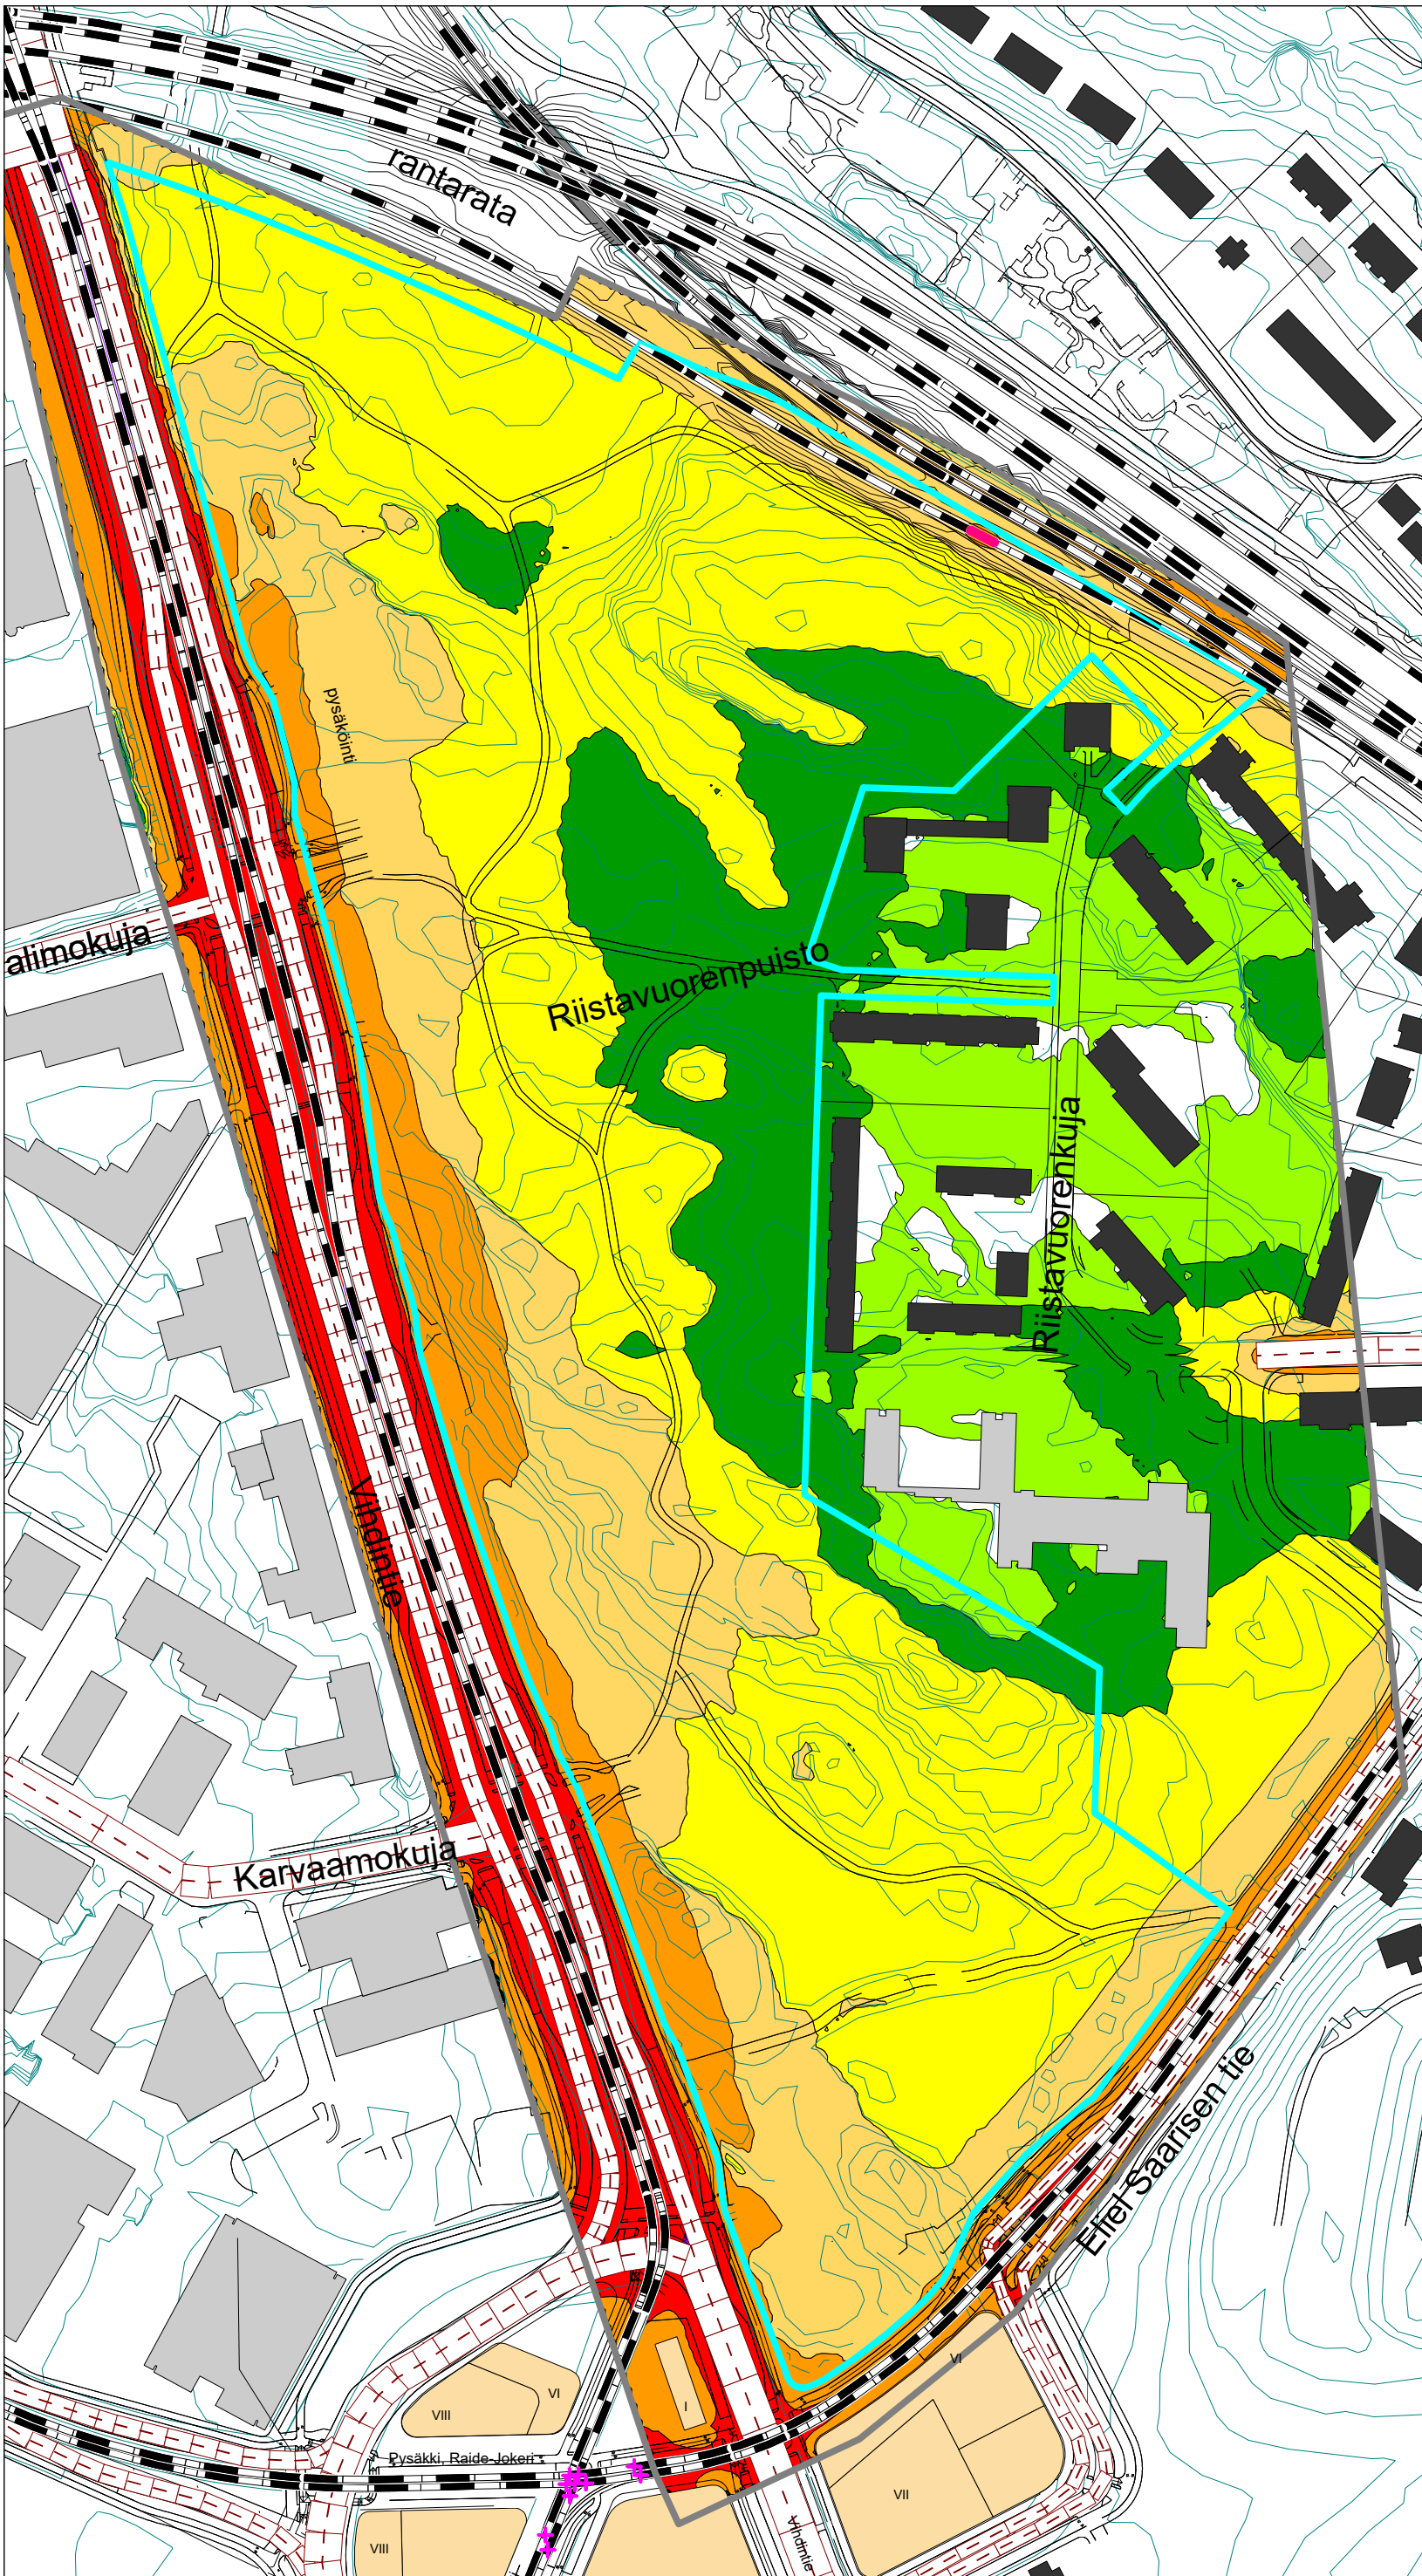 rantarata
pysäköinti
alimokuja
Riistavuorenpuisto
Riistavuorenkuja
Vihdintie
Karvaamokuja
Eliel Saarisen tie
VI
VI
VIII
I
Pysäkki, Raide-Jokeri
VII
VIII
Vihdintie